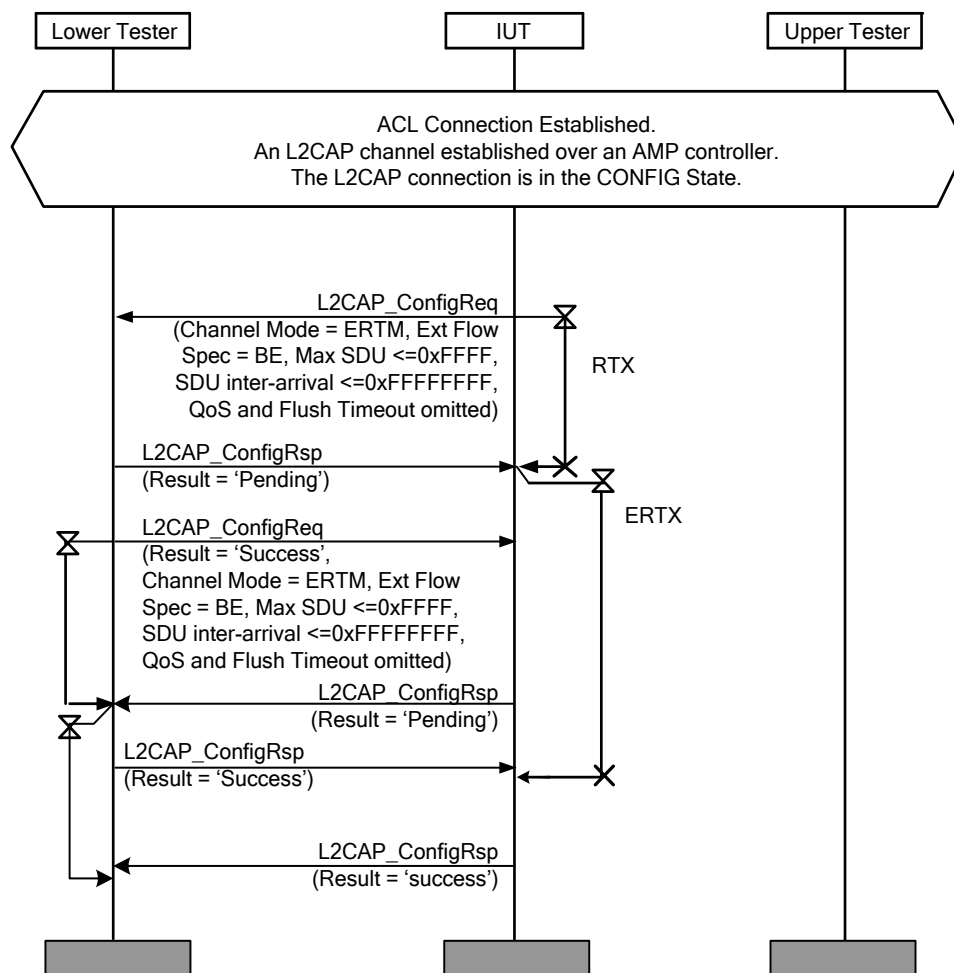 Lower Tester
IUT
Upper Tester
ACL Connection Established.
An L2CAP channel established over an AMP controller.
The L2CAP connection is in the CONFIG State.
L2CAP_ConfigReq
(Channel Mode = ERTM, Ext Flow
Spec = BE, Max SDU <=0xFFFF,
SDU inter-arrival <=0xFFFFFFFF,
QoS and Flush Timeout omitted)
RTX
L2CAP_ConfigRsp
(Result = ‘Pending’)
ERTX
L2CAP_ConfigReq
(Result = ‘Success’,
Channel Mode = ERTM, Ext Flow
Spec = BE, Max SDU <=0xFFFF,
SDU inter-arrival <=0xFFFFFFFF,
QoS and Flush Timeout omitted)
L2CAP_ConfigRsp
(Result = ‘Pending’)
L2CAP_ConfigRsp
(Result = ‘Success’)
L2CAP_ConfigRsp
(Result = ‘success’)